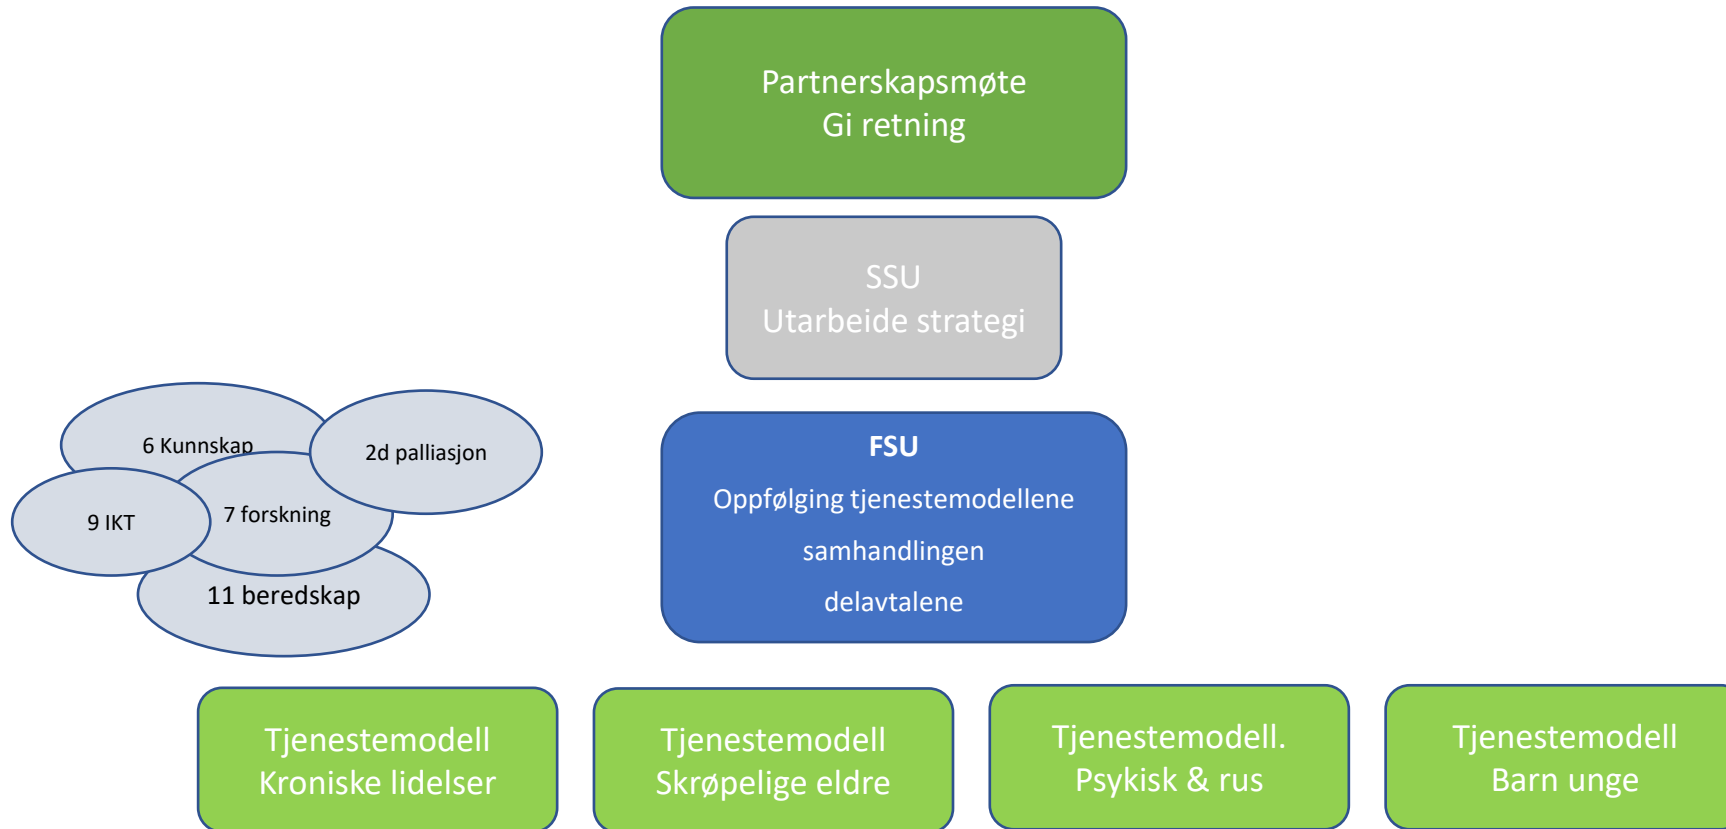 Partnerskapsmøte
Gi retning
SSU
Utarbeide strategi
6 Kunnskap
2d palliasjon
9 IKT
7 forskning
11 beredskap
FSU
Oppfølging tjenestemodellene
samhandlingen
delavtalene
Tjenestemodell
Kroniske lidelser
Tjenestemodell
Skrøpelige eldre
Tjenestemodell.
Psykisk & rus
Tjenestemodell
Barn unge